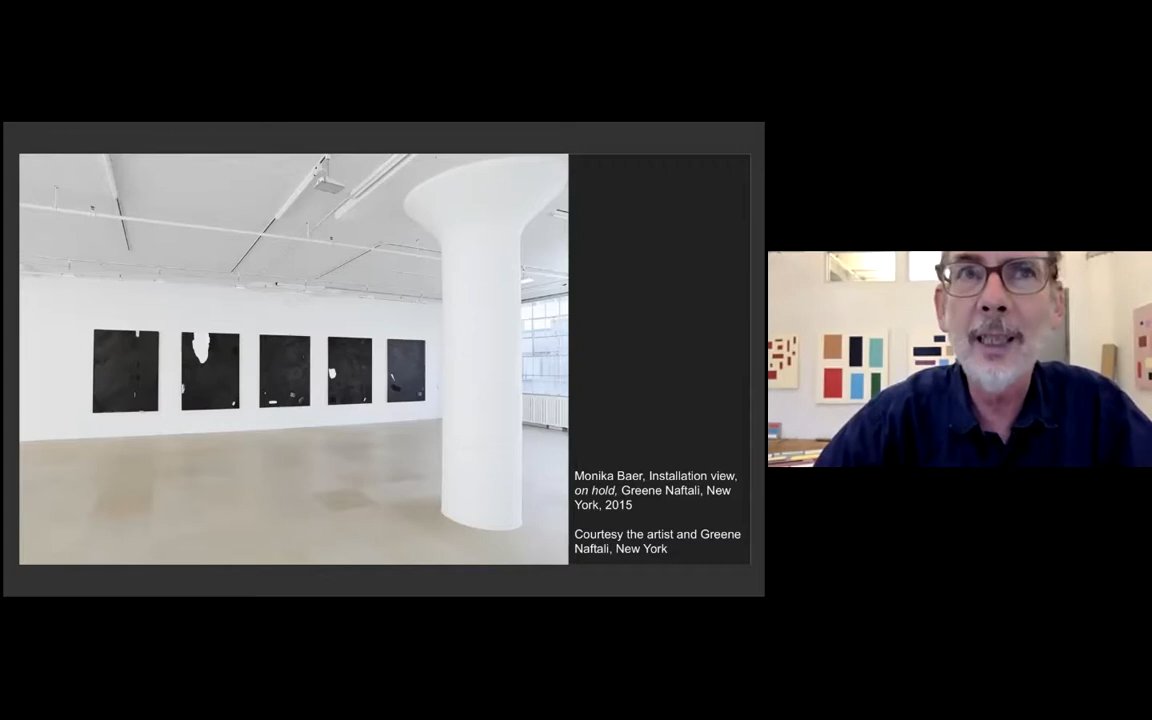 Monika Baer, Installation view,
on hold, Greene Naftali, New
York, 2015
Courtesy the artist and Greene
Naftali, New York